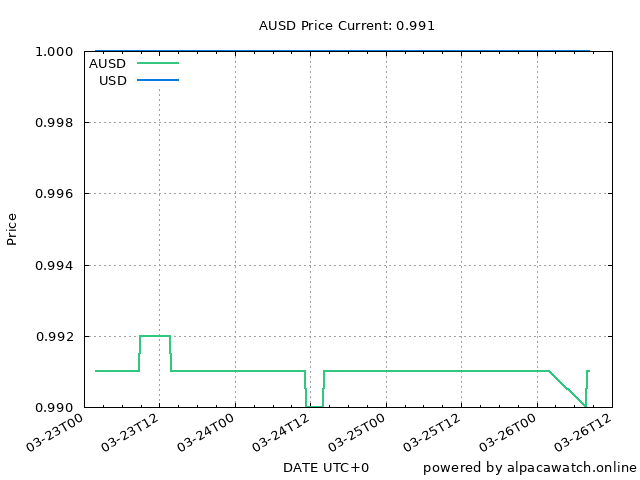 AUSD Price Current: 0.991
1.000
AUSD
USD
0.998
0.996
Price
0.994
0.992
0.990
03-23T00
03-23T12
03-24T00
03-24T12
03-25T00
03-25T12
03-26T00
03-26T12
DATE UTC+0
powered by alpacawatch.online